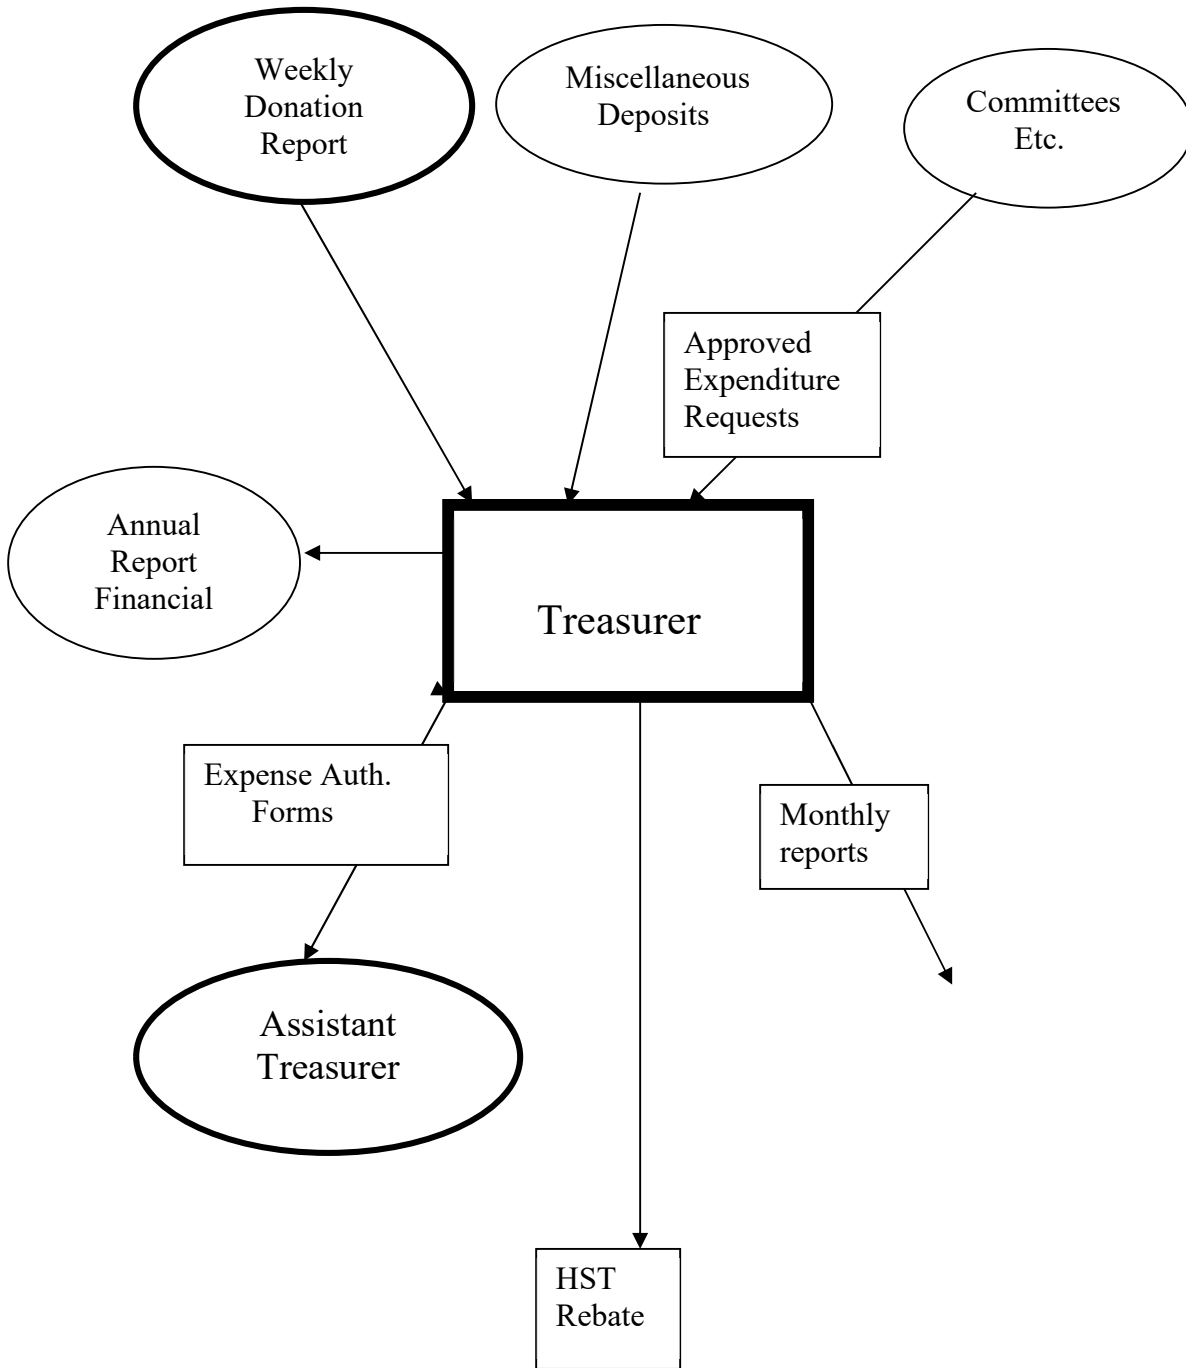 Weekly
Donation
Report
Miscellaneous
Deposits
Committees
Etc.
Approved
Expenditure
Requests
Annual
Report
Financial
Treasurer
Expense Auth.
Forms
Monthly
reports
Assistant
Treasurer
HST
Rebate